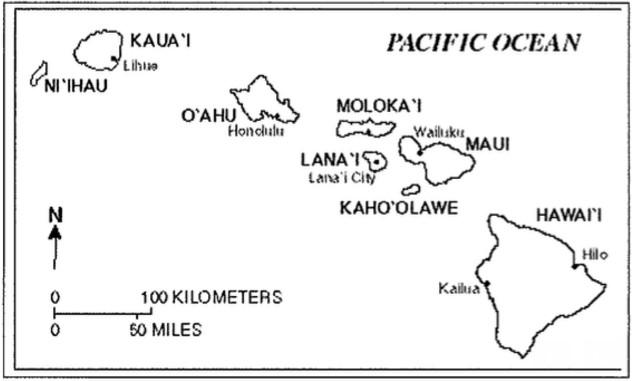 KAUA`I
PACIFIC OCEAN
Lihue
NI`IHAU
MOLOKA`I
O`AHU
Honolulu
Wailuku
MAUI
LANA`I
Lana`i City
KAHO`OLAWE
N
HAWAI`I
Hilo
Kailua
0 100 KILOMETERS
0 50 MILES